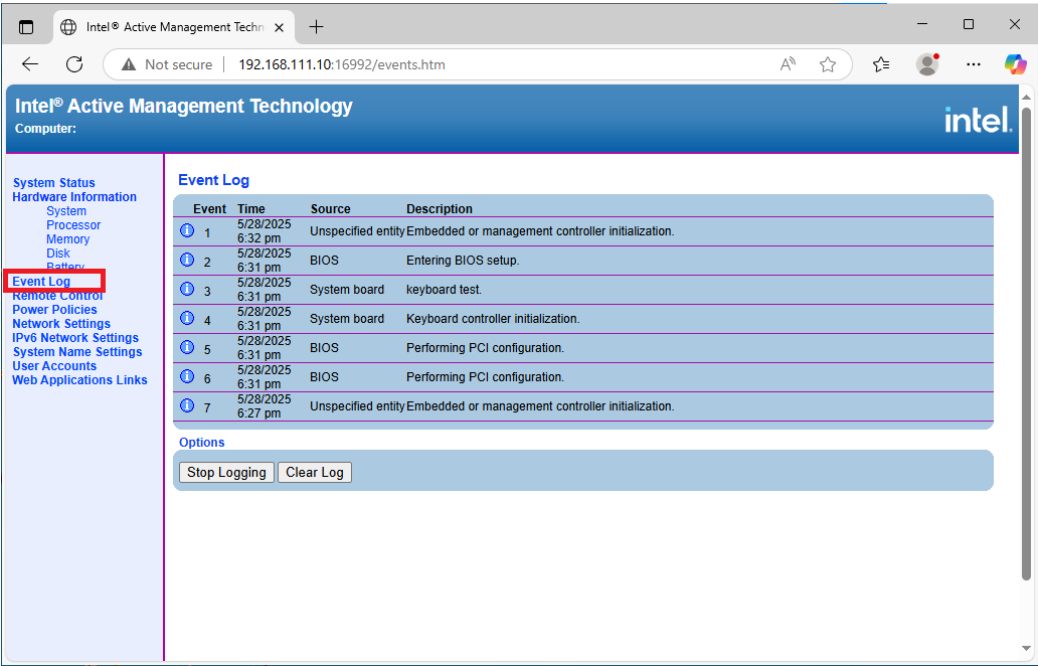 Intel® Active Management Techn
Not secure | 192.168.111.10:16992/events.htm
Intel® Active Management Technology
Computer:
intel.
System Status
Hardware Information
System
Processor
Memory
Disk
Battery
Event Log
Remote Control
Power Policies
Network Settings
IPv6 Network Settings
System Name Settings
User Accounts
Web Applications Links
Event Log
Event Time Source Description
1 5/28/2025 6:32 pm Unspecified entity Embedded or management controller initialization.
2 5/28/2025 6:31 pm BIOS Entering BIOS setup.
3 5/28/2025 6:31 pm System board keyboard test.
4 5/28/2025 6:31 pm System board Keyboard controller initialization.
5 5/28/2025 6:31 pm BIOS Performing PCI configuration.
6 5/28/2025 6:31 pm BIOS Performing PCI configuration.
7 5/28/2025 6:27 pm Unspecified entity Embedded or management controller initialization.
Options
Stop Logging Clear Log